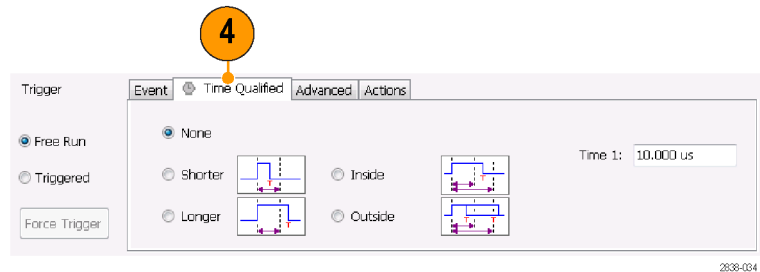 4
Trigger
Event Time Qualified Advanced Actions
Free Run
Triggered
Force Trigger
None
Shorter T Inside T
Longer T Outside T T
Time 1: 10.000 us
2838-034